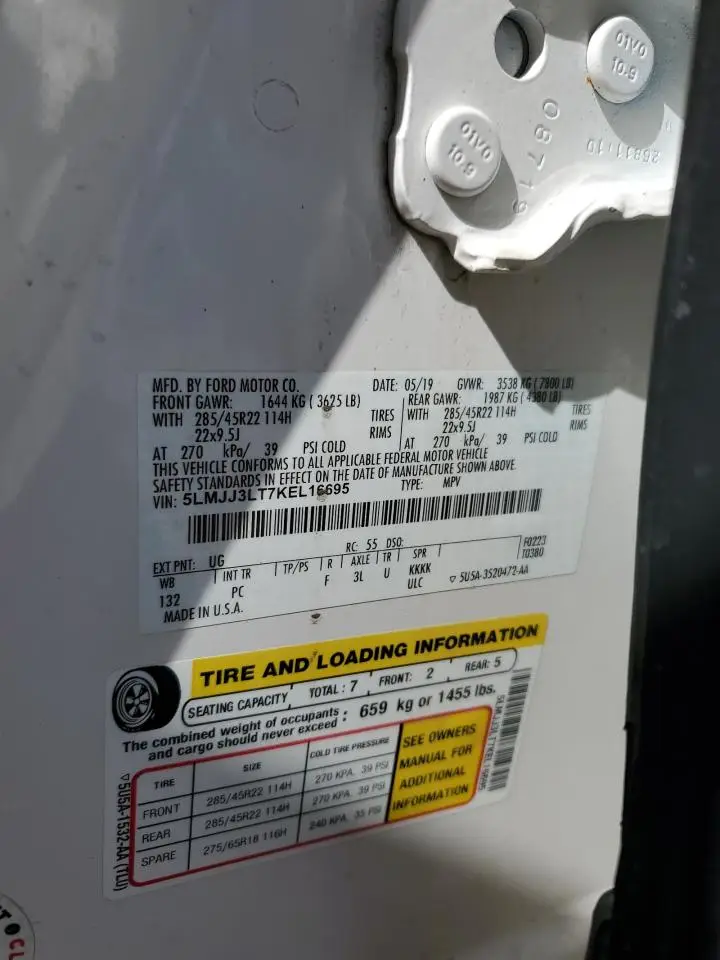 01V0
10.9
01V0
10.9
MFD. BY FORD MOTOR CO. DATE: 05/19 GVWR: 3538 KG ( 7800 LB)
FRONT GAWR: 1644 KG ( 3625 LB) REAR GAWR: 1987 KG ( 4380 LB)
WITH 285/45R22 114H TIRES WITH 285/45R22 114H TIRES
22x9.5J RIMS 22x9.5J RIMS
AT 270 kPa/ 39 PSI COLD AT 270 kPa/ 39 PSI COLD
THIS VEHICLE CONFORMS TO ALL APPLICABLE FEDERAL MOTOR VEHICLE
SAFETY STANDARDS IN EFFECT ON THE DATE OF MANUFACTURE SHOWN ABOVE.
VIN: 5LMJJ3LT7KEL16695 TYPE: MPV
EXT PNT: UG RC: 55 DSO: F0223
T0380
WB INT TR TP/PS R AXLE TR SPR
132 PC F 3L U KKKK
ULC ▽ 5U5A-3520472-AA
MADE IN U.S.A.
TIRE AND LOADING INFORMATION
SEATING CAPACITY TOTAL : 7 FRONT: 2 REAR: 5
The combined weight of occupants and cargo should never exceed : 659 kg or 1455 lbs.
TIRE SIZE COLD TIRE PRESSURE
FRONT 285/45R22 114H 270 KPA. 39 PSI
REAR 285/45R22 114H 270 KPA. 39 PSI
SPARE 275/65R18 116H 240 KPA. 35 PSI
SEE OWNERS
MANUAL FOR
ADDITIONAL
INFORMATION
▽5U5A-1532-AA (TLU)
5LMJJ3LT7KEL16695